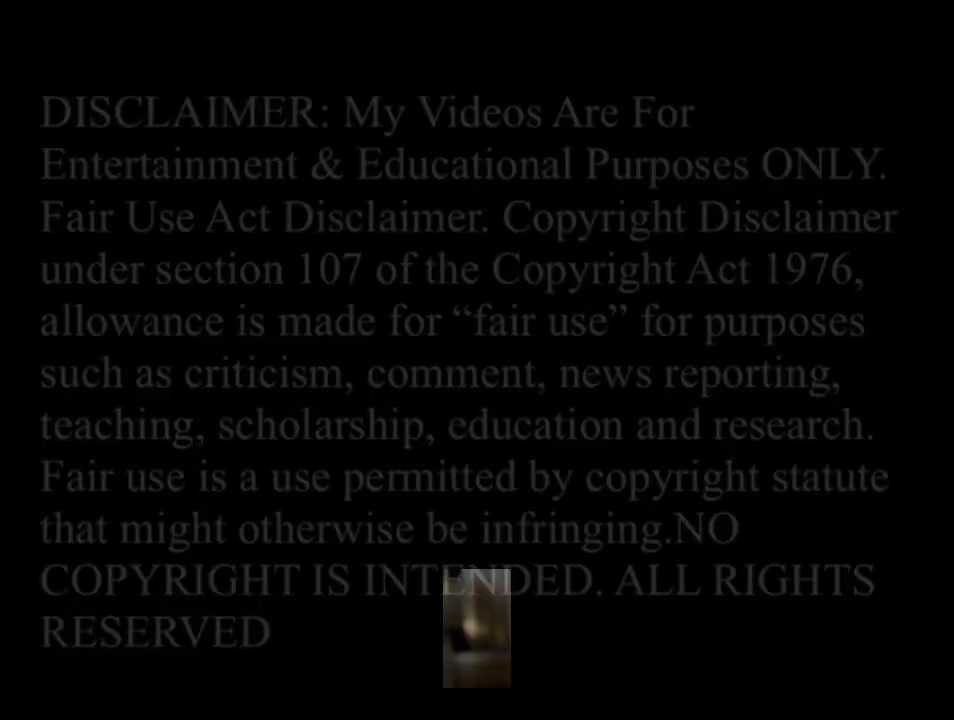 DISCLAIMER: My Videos Are For
Entertainment & Educational Purposes ONLY.
Fair Use Act Disclaimer. Copyright Disclaimer
under section 107 of the Copyright Act 1976,
allowance is made for “fair use” for purposes
such as criticism, comment, news reporting,
teaching, scholarship, education and research.
Fair use is a use permitted by copyright statute
that might otherwise be infringing.NO
COPYRIGHT IS INTENDED. ALL RIGHTS
RESERVED